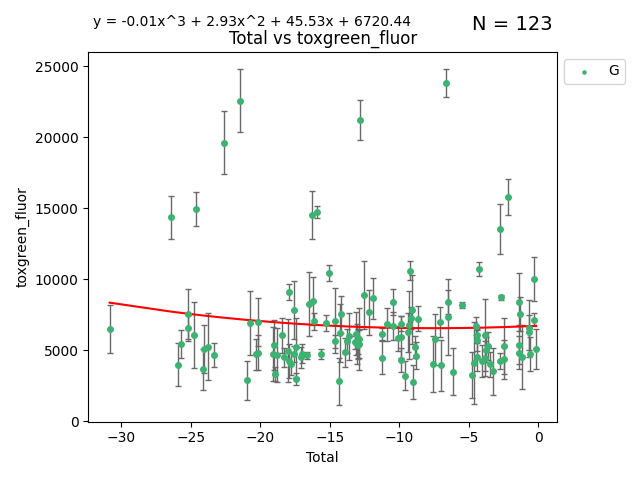 y = -0.01x^3 + 2.93x^2 + 45.53x + 6720.44
N = 123
Total vs toxgreen_fluor
G
25000
20000
15000
10000
5000
0
toxgreen_fluor
−30 −25 −20 −15 −10 −5 0
Total